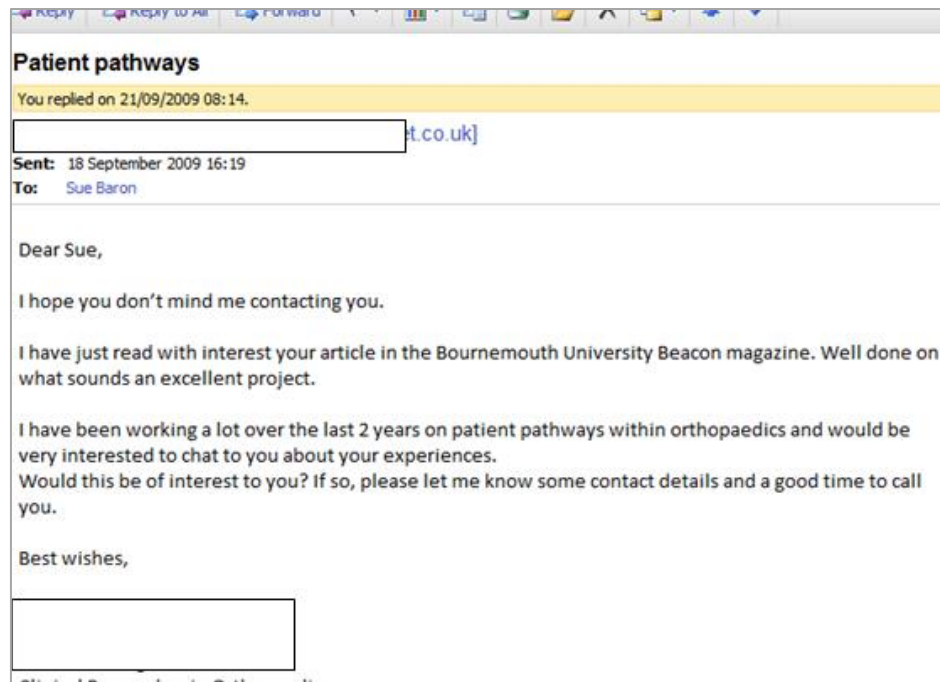 Reply Reply to All Forward
Patient pathways
You replied on 21/09/2009 08:14.
t.co.uk]
Sent: 18 September 2009 16:19
To: Sue Baron
Dear Sue,
I hope you don't mind me contacting you.
I have just read with interest your article in the Bournemouth University Beacon magazine. Well done on
what sounds an excellent project.
I have been working a lot over the last 2 years on patient pathways within orthopaedics and would be
very interested to chat to you about your experiences.
Would this be of interest to you? If so, please let me know some contact details and a good time to call
you.
Best wishes,